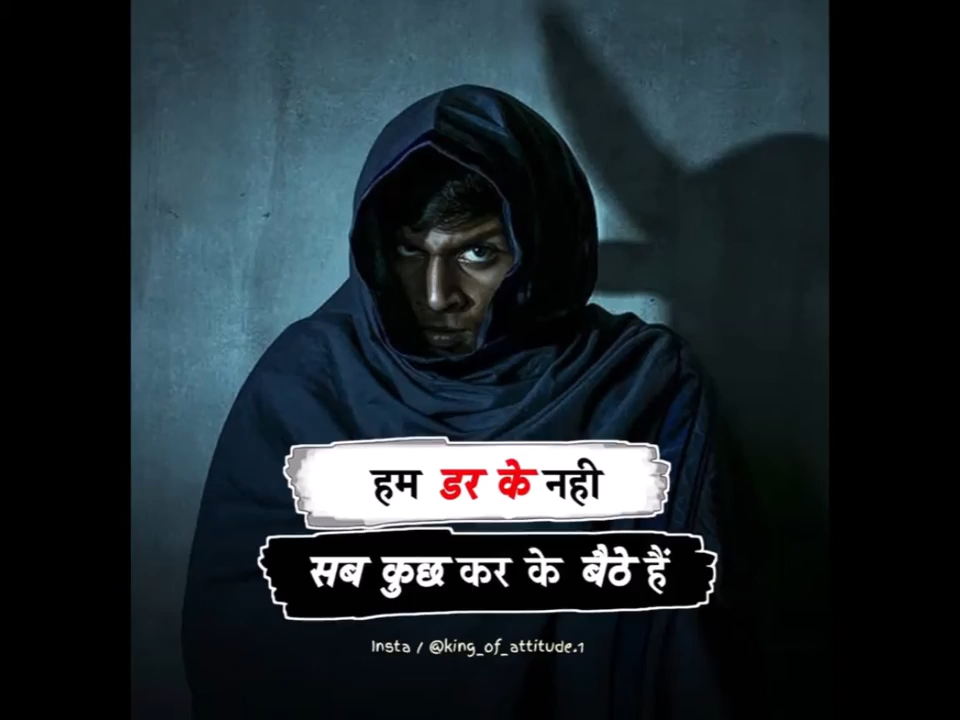 हम डर के नही
सब कुछ कर के बैठे हैं
Insta / @king_of_attitude.1